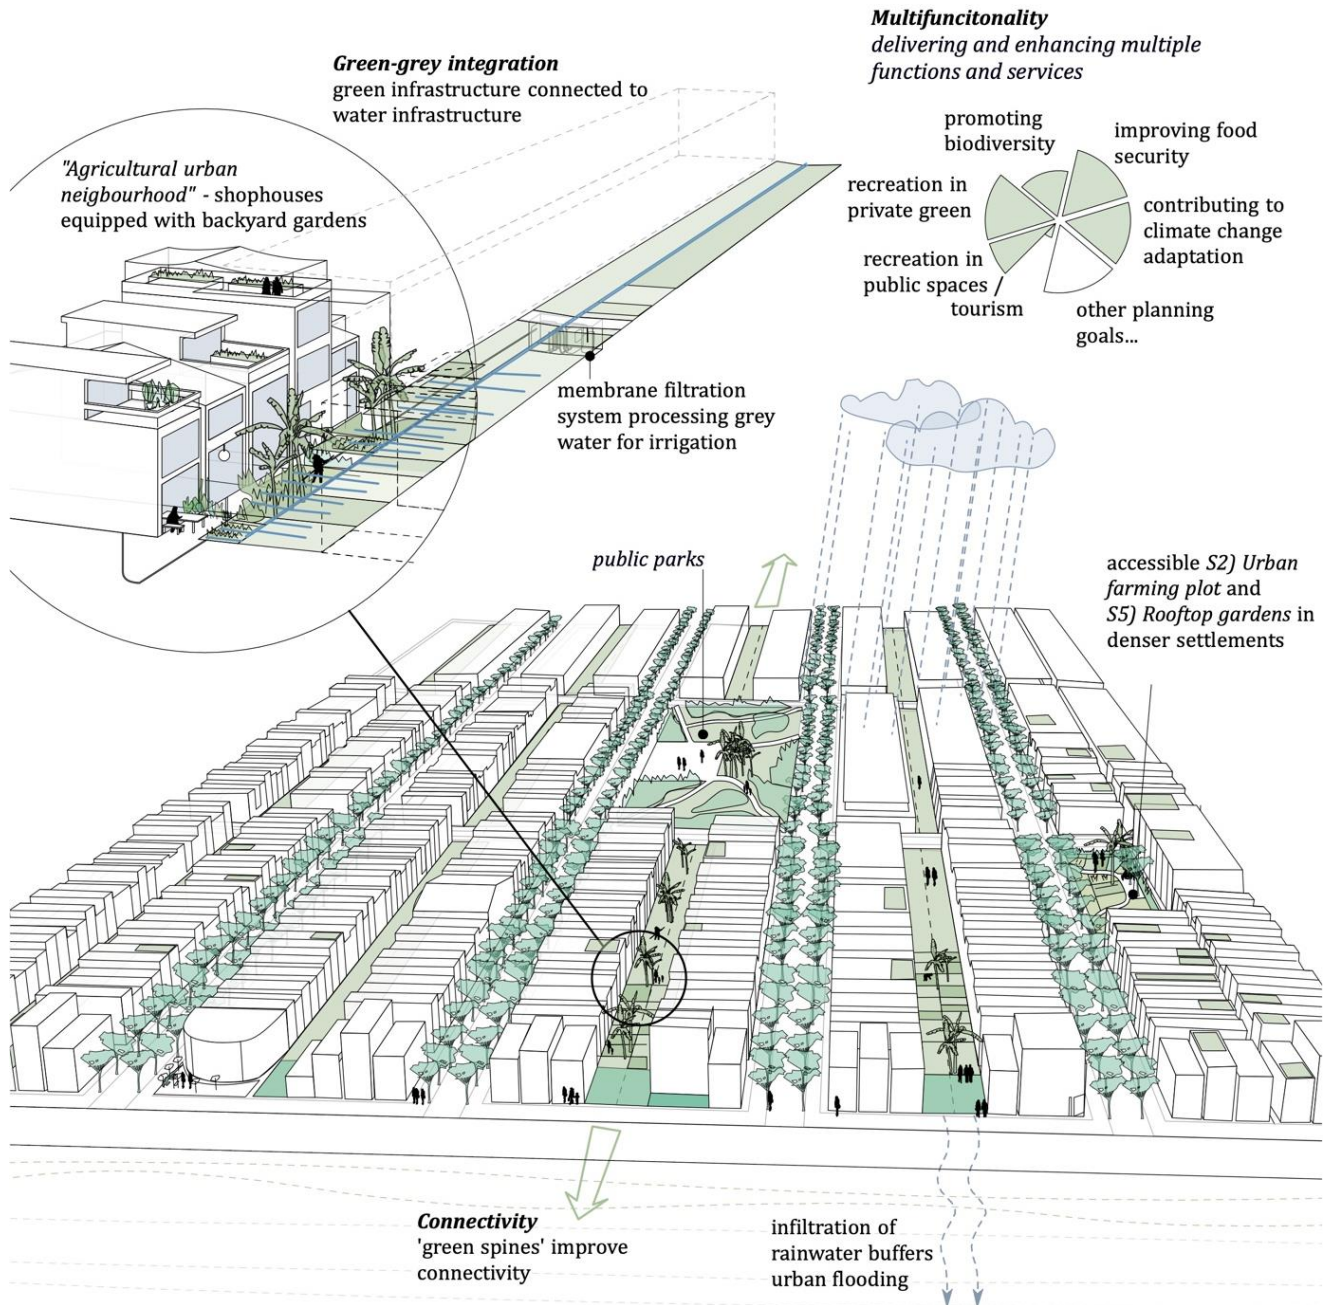 Multifuncitonality
delivering and enhancing multiple
functions and services
Green-grey integration
green infrastructure connected to
water infrastructure
promoting
biodiversity
improving food
security
"Agricultural urban
neigbourhood" - shophouses
equipped with backyard gardens
recreation in
private green
contributing to
climate change
adaptation
recreation in
public spaces /
tourism
other planning
goals...
membrane filtration
system processing grey
water for irrigation
public parks
accessible S2) Urban
farming plot and
S5) Rooftop gardens in
denser settlements
Connectivity
'green spines' improve
connectivity
infiltration of
rainwater buffers
urban flooding